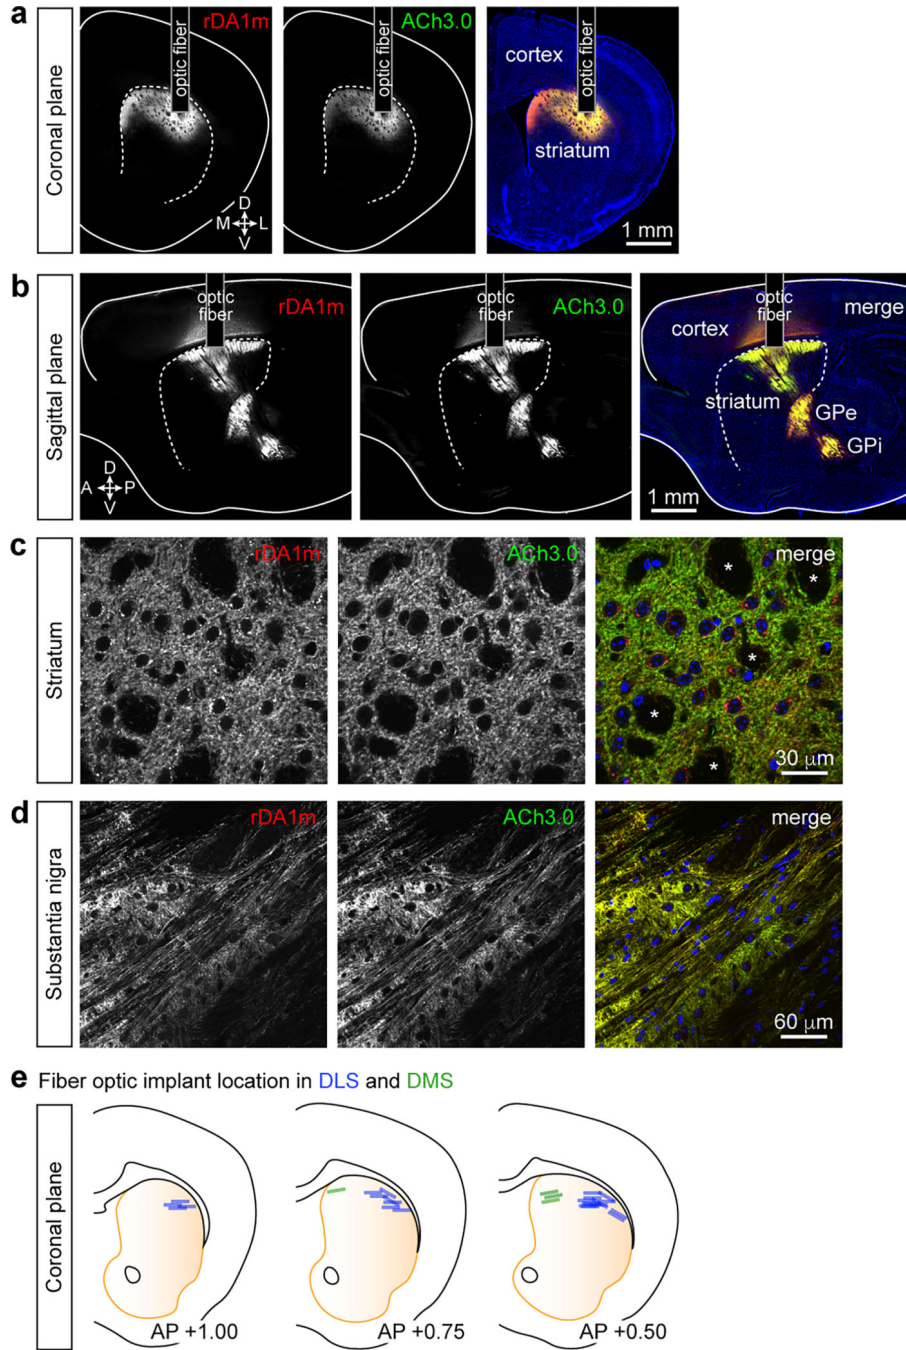 a
Coronal plane
rDA1m
optic fiber
D
M L
V
ACh3.0
optic fiber
cortex
optic fiber
striatum
1 mm
b
Sagittal plane
optic
fiber
rDA1m
D
A P
V
optic
fiber
ACh3.0
optic
fiber
merge
cortex
striatum
GPe
GPi
1 mm
c
Striatum
rDA1m
ACh3.0
merge
*
*
*
*
*
30 μm
d
Substantia nigra
rDA1m
ACh3.0
merge
60 μm
e Fiber optic implant location in DLS and DMS
Coronal plane
AP +1.00
AP +0.75
AP +0.50